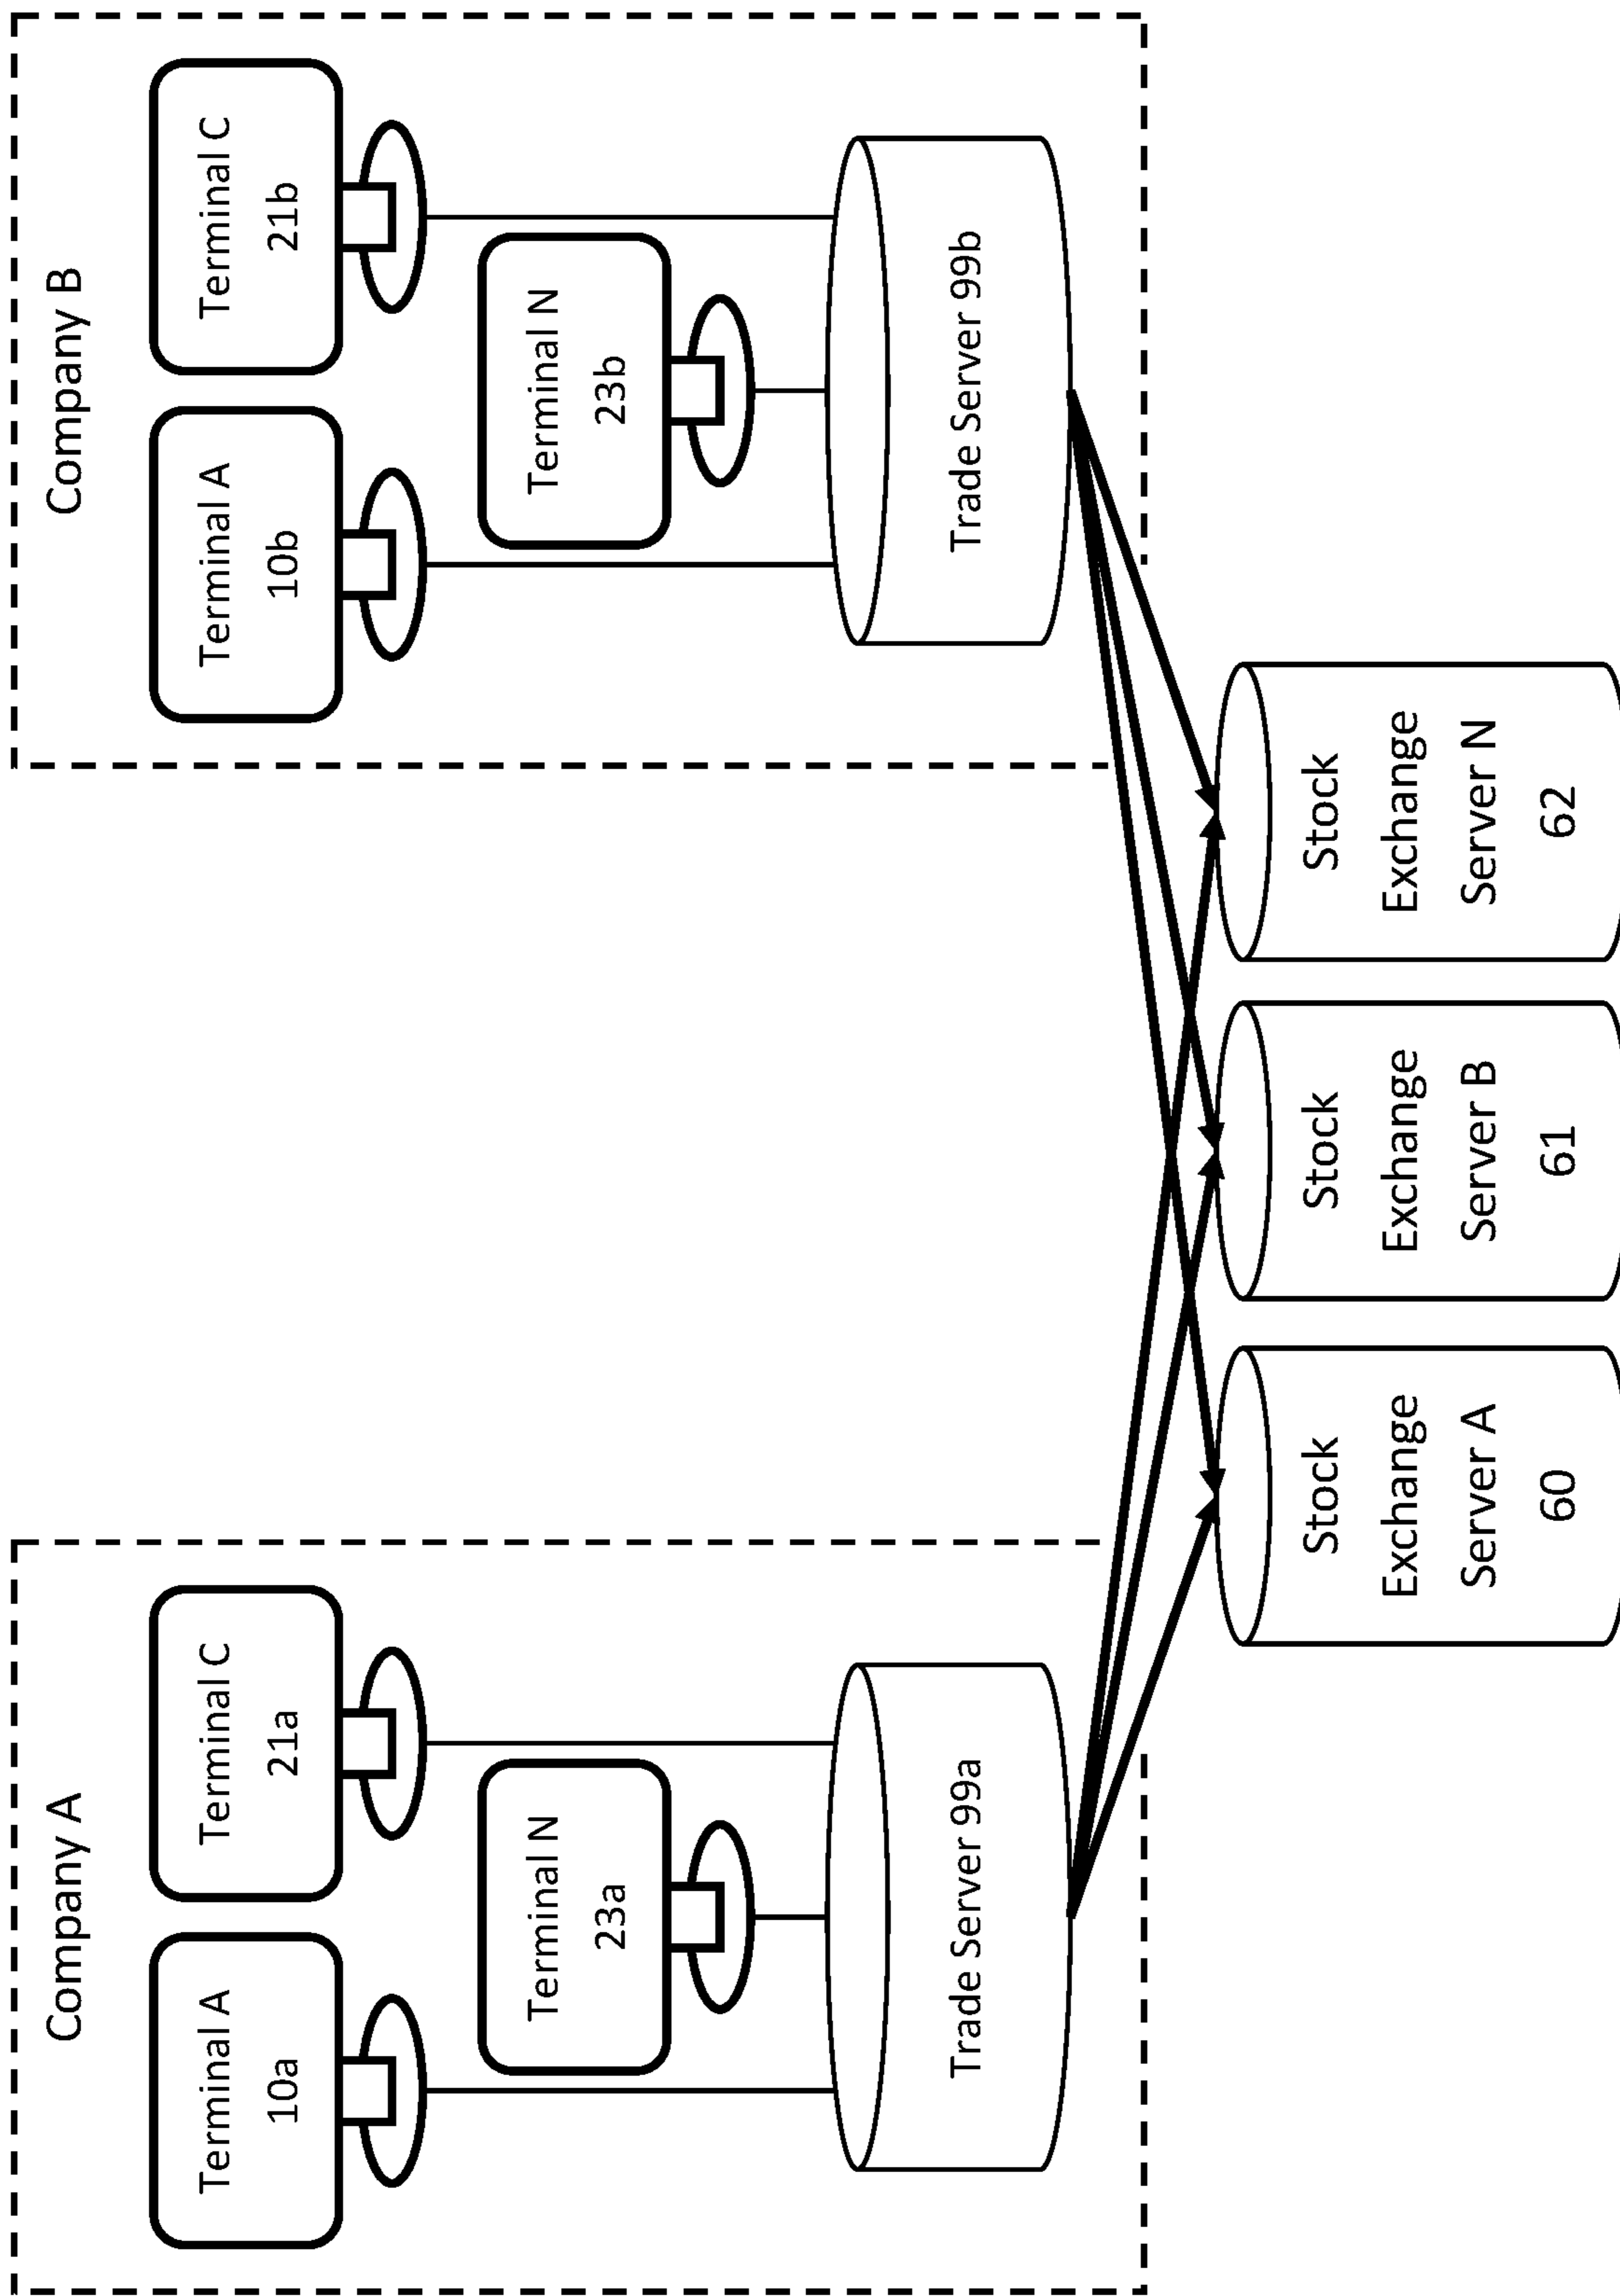 Company A
Terminal A
10a
Terminal C
21a
Terminal N
23a
Trade Server 99a
Company B
Terminal A
10b
Terminal C
21b
Terminal N
23b
Trade Server 99b
Stock
Exchange
Server A
60
Stock
Exchange
Server B
61
Stock
Exchange
Server N
62